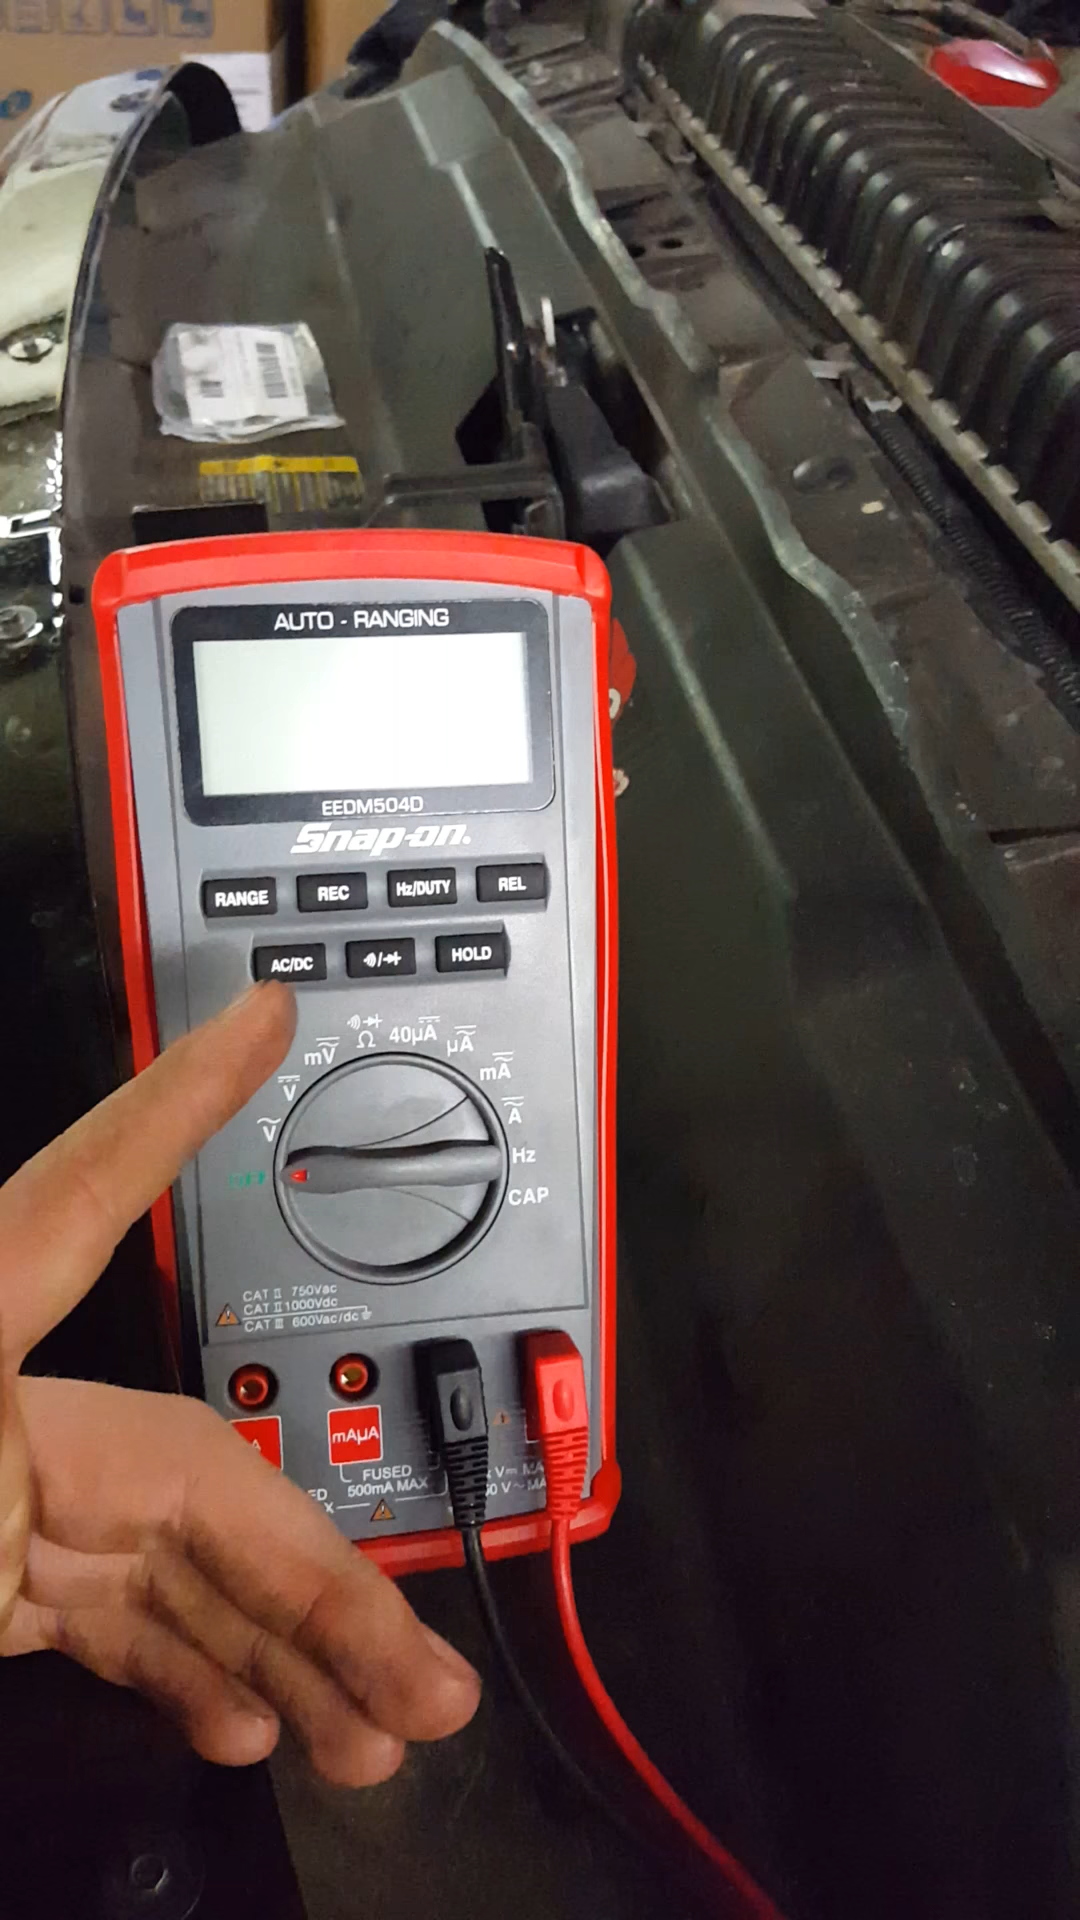 AUTO - RANGING
EEDM504D
Snap-on®
RANGE
REC
Hz/DUTY
REL
AC/DC
HOLD
mV
Ω
40µA
µA
mA
V
A
V
Hz
OFF
CAP
CAT II 750Vac
CAT II 1000Vdc
CAT III 600Vac/dc
A
mAµA
FUSED
500mA MAX